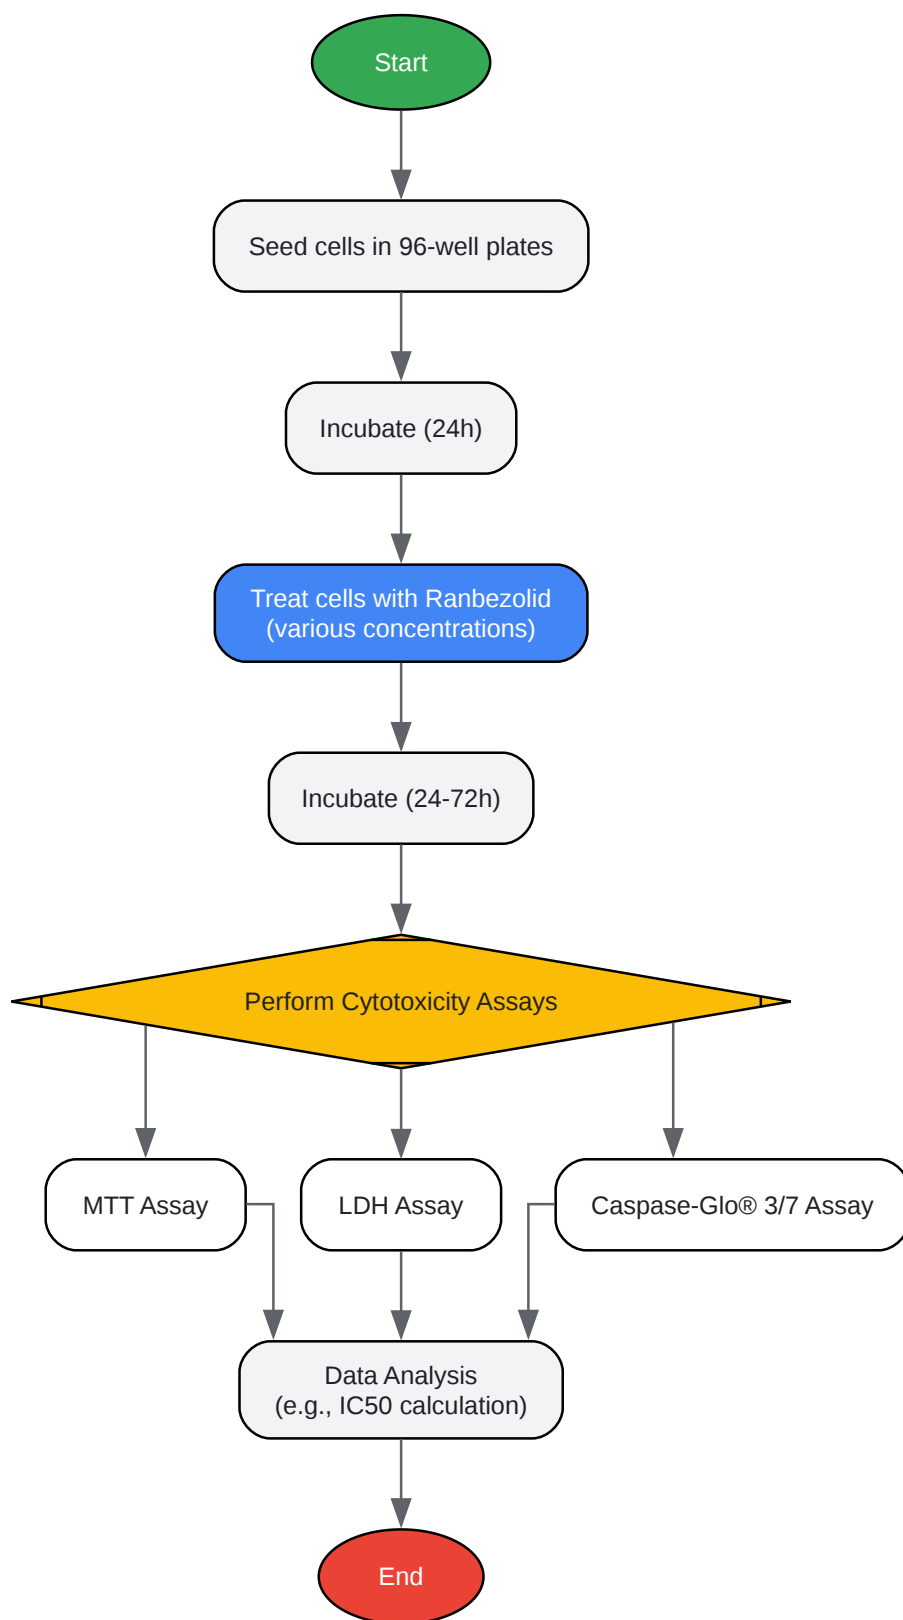 Start
Seed cells in 96-well plates
Incubate (24h)
Treat cells with Ranbezolid
(various concentrations)
Incubate (24-72h)
Perform Cytotoxicity Assays
MTT Assay
LDH Assay
Caspase-Glo® 3/7 Assay
Data Analysis
(e.g., IC50 calculation)
End